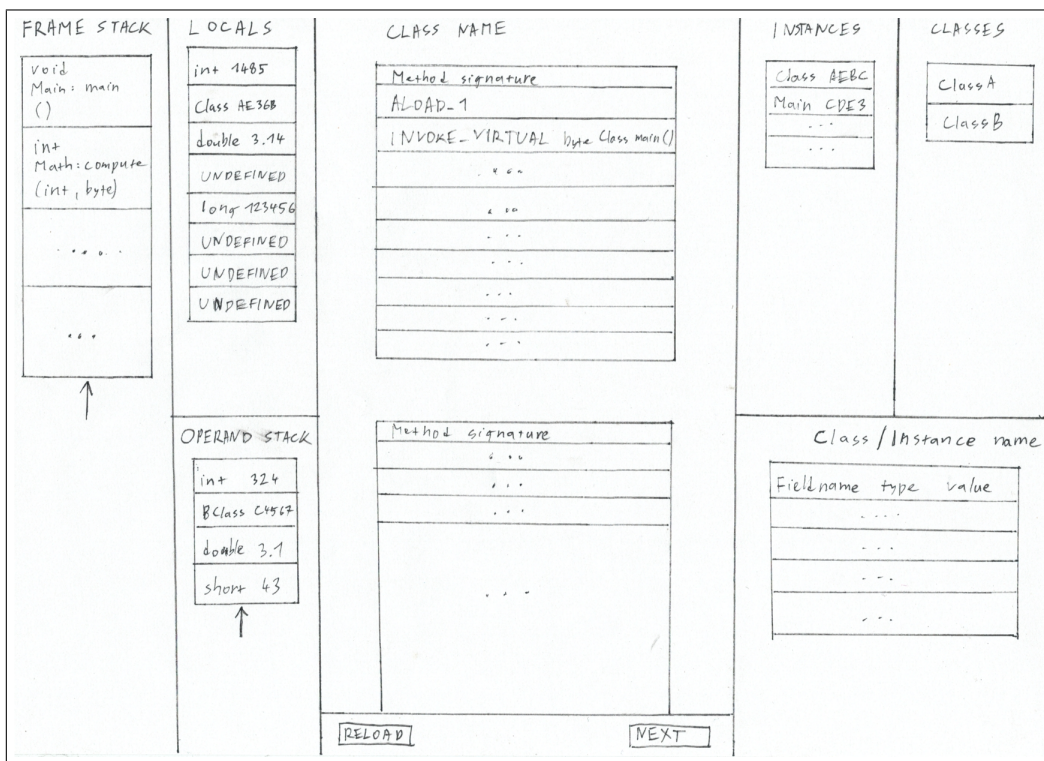 FRAME STACK
void
Main: main
()
int
Math: compute
(int, byte)
. . . . .
. . .
LOCALS
int 1485
Class AE36B
double 3.14
UNDEFINED
long 123456
UNDEFINED
UNDEFINED
UNDEFINED
OPERAND STACK
int 324
BClass C4567
double 3.1
short 43
CLASS NAME
Method signature
ALOAD_1
INVOKE_VIRTUAL byte Class main()
. . .
. . .
. . .
. . .
. . .
. . .
. . .
Method signature
. . .
. . .
. . .
. . .
RELOAD
NEXT
INSTANCES
Class AEBC
Main CDE3
. . .
. . .
CLASSES
ClassA
ClassB
Class/Instance name
Fieldname type value
. . . .
. . .
. . .
. . .